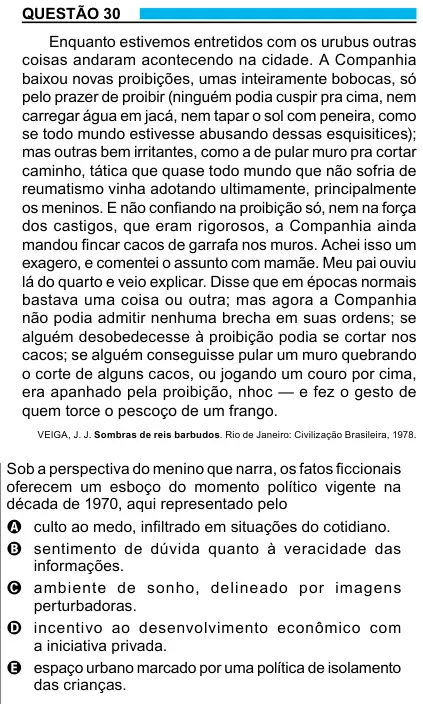 QUESTÃO 30
Enquanto estivemos entretidos com os urubus outras
coisas andaram acontecendo na cidade. A Companhia
baixou novas proibições, umas inteiramente bobocas, só
pelo prazer de proibir (ninguém podia cuspir pra cima, nem
carregar água em jacá, nem tapar o sol com peneira, como
se todo mundo estivesse abusando dessas esquisitices);
mas outras bem irritantes, como a de pular muro pra cortar
caminho, tática que quase todo mundo que não sofria de
reumatismo vinha adotando ultimamente, principalmente
os meninos. E não confiando na proibição só, nem na força
dos castigos, que eram rigorosos, a Companhia ainda
mandou fincar cacos de garrafa nos muros. Achei isso um
exagero, e comentei o assunto com mamãe. Meu pai ouviu
lá do quarto e veio explicar. Disse que em épocas normais
bastava uma coisa ou outra; mas agora a Companhia
não podia admitir nenhuma brecha em suas ordens; se
alguém desobedecesse à proibição podia se cortar nos
cacos; se alguém conseguisse pular um muro quebrando
o corte de alguns cacos, ou jogando um couro por cima,
era apanhado pela proibição, nhoc — e fez o gesto de
quem torce o pescoço de um frango.
VEIGA, J. J. Sombras de reis barbudos. Rio de Janeiro: Civilização Brasileira, 1978.
Sob a perspectiva do menino que narra, os fatos ficcionais
oferecem um esboço do momento político vigente na
década de 1970, aqui representado pelo
A culto ao medo, infiltrado em situações do cotidiano.
B sentimento de dúvida quanto à veracidade das
informações.
C ambiente de sonho, delineado por imagens
perturbadoras.
D incentivo ao desenvolvimento econômico com
a iniciativa privada.
E espaço urbano marcado por uma política de isolamento
das crianças.